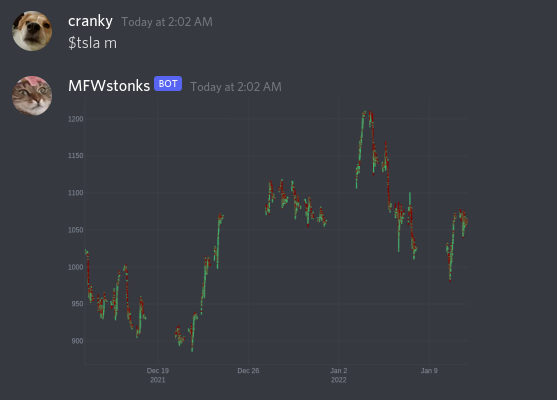 cranky Today at 2:02 AM
$tsla m
MFWstonks BOT Today at 2:02 AM
1200
1150
1100
1050
1000
950
900
Dec 19 Dec 26 Jan 2 Jan 9
2021 2022